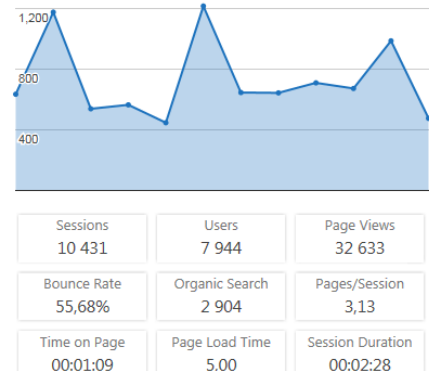 1,200
800
400
Sessions Users Page Views
10 431 7 944 32 633
Bounce Rate Organic Search Pages/Session
55,68% 2 904 3,13
Time on Page Page Load Time Session Duration
00:01:09 5,00 00:02:28